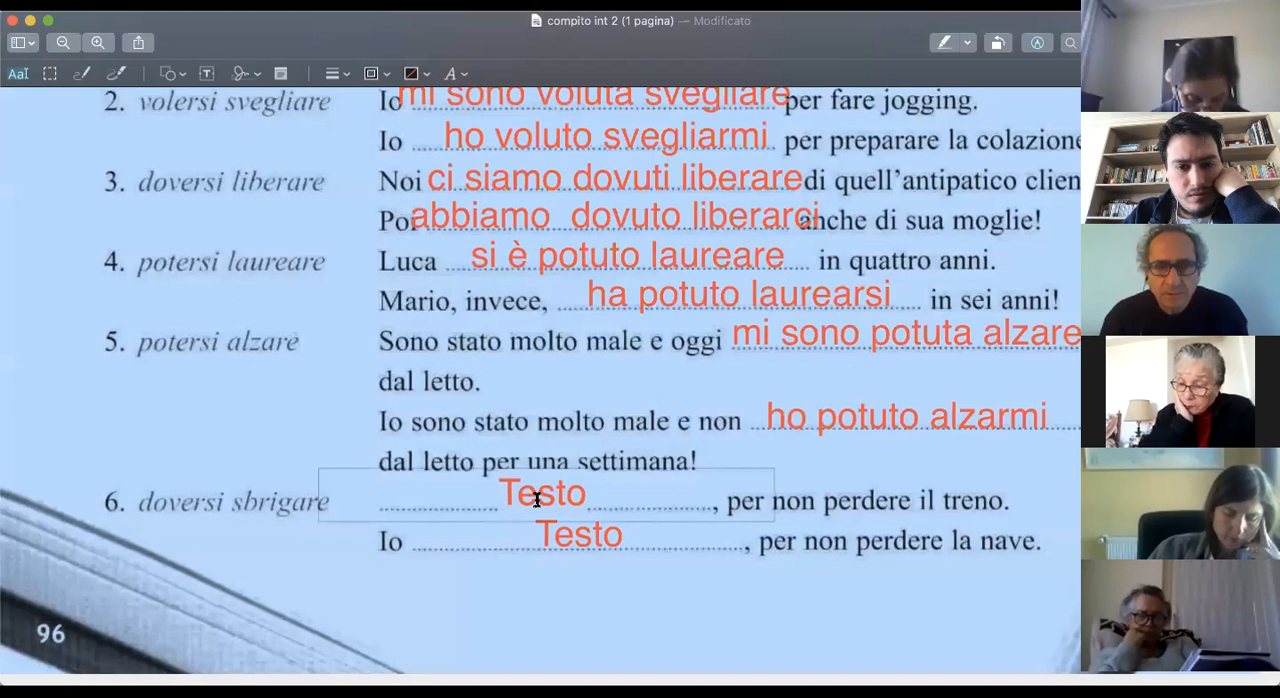 compito int 2 (1 pagina) — Modificato
AaI
T
A
2. volersi svegliare Io mi sono voluta svegliare per fare jogging.
Io ho voluto svegliarmi per preparare la colazione
3. doversi liberare Noi ci siamo dovuti liberare di quell'antipatico clien
Poi abbiamo dovuto liberarci anche di sua moglie!
4. potersi laureare Luca si è potuto laureare in quattro anni.
Mario, invece, ha potuto laurearsi in sei anni!
5. potersi alzare Sono stato molto male e oggi mi sono potuta alzare
dal letto.
Io sono stato molto male e non ho potuto alzarmi
dal letto per una settimana!
6. doversi sbrigare Testo, per non perdere il treno.
Io Testo, per non perdere la nave.
96